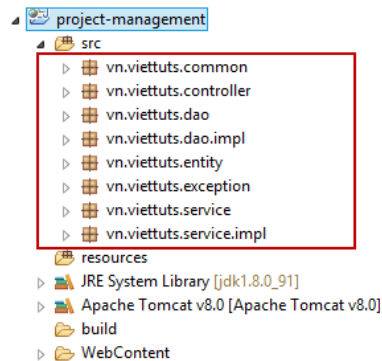 project-management
src
vn.viettuts.common
vn.viettuts.controller
vn.viettuts.dao
vn.viettuts.dao.impl
vn.viettuts.entity
vn.viettuts.exception
vn.viettuts.service
vn.viettuts.service.impl
resources
JRE System Library [jdk1.8.0_91]
Apache Tomcat v8.0 [Apache Tomcat v8.0]
build
WebContent